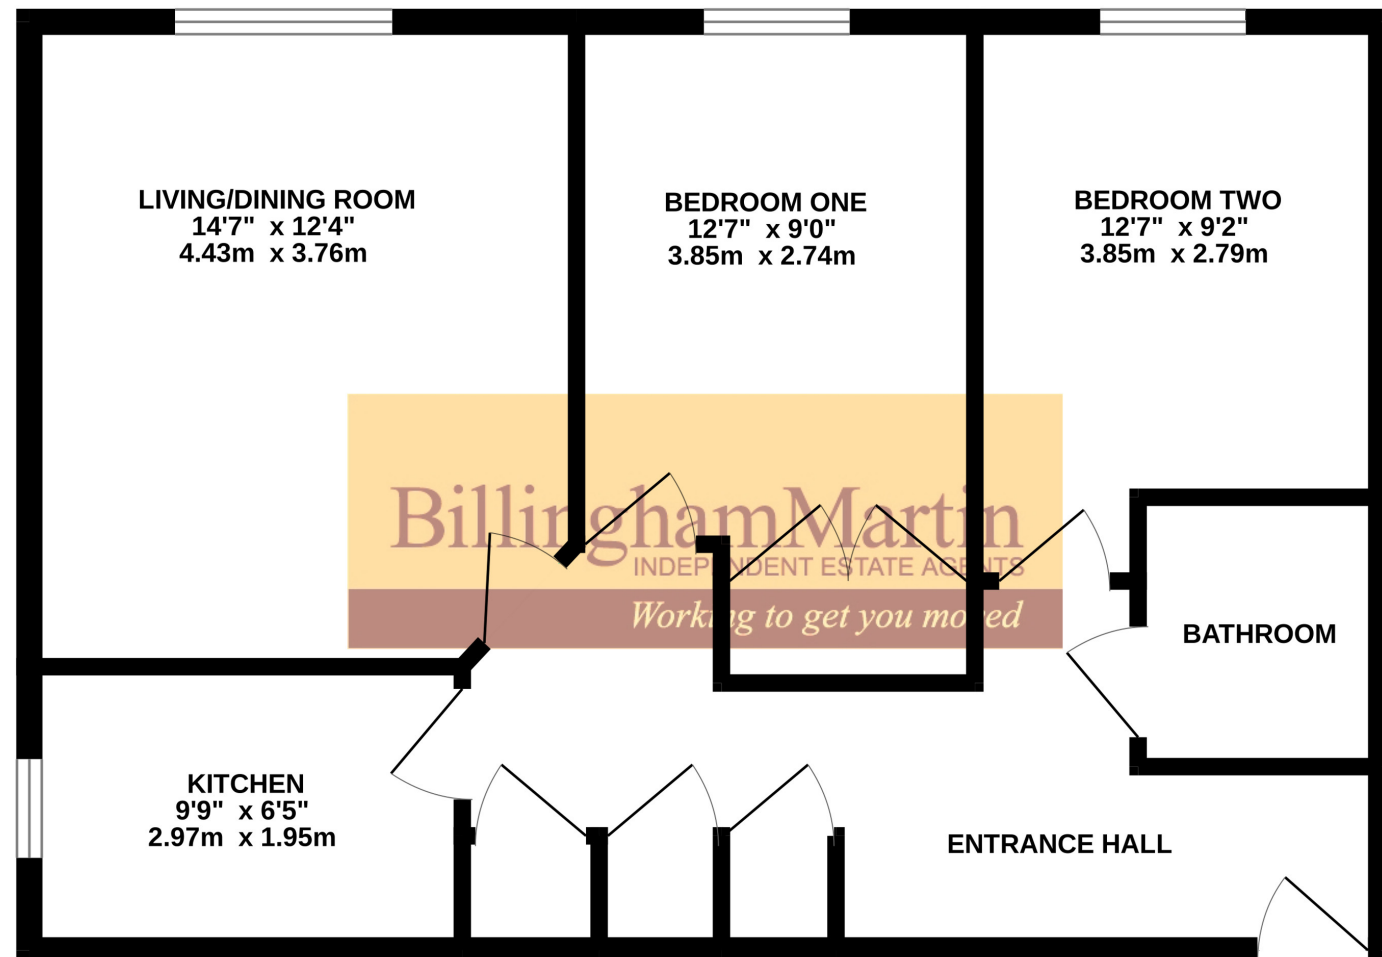 LIVING/DINING ROOM
14'7" x 12'4"
4.43m x 3.76m
BEDROOM ONE
12'7" x 9'0"
3.85m x 2.74m
BEDROOM TWO
12'7" x 9'2"
3.85m x 2.79m
BillinghamMartin
INDEPENDENT ESTATE AGENTS
Working to get you moved
BATHROOM
KITCHEN
9'9" x 6'5"
2.97m x 1.95m
ENTRANCE HALL